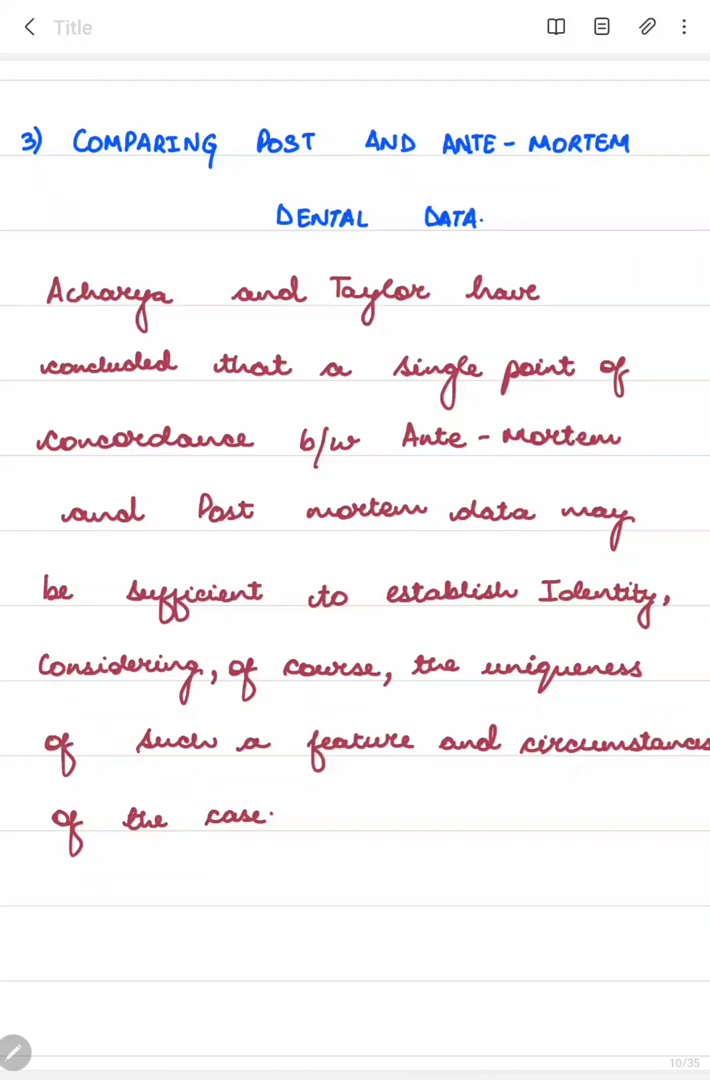 Title
3) COMPARING POST AND ANTE-MORTEM
DENTAL DATA.
Acharya and Taylor have
concluded that a single point of
concordance b/w Ante-Mortem
and Post mortem data may
be sufficient to establish Identity,
Considering, of course, the uniqueness
of such a feature and circumstances
of the case.
10/35